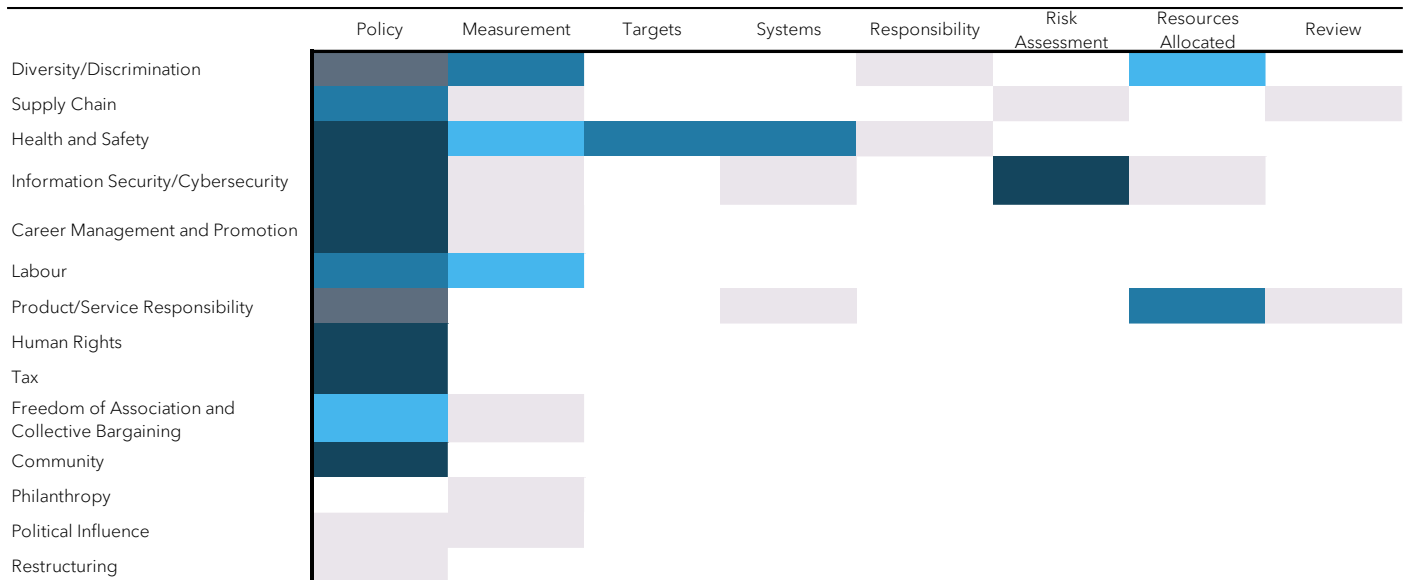 Policy Measurement Targets Systems Responsibility Risk Assessment Resources Allocated Review
Diversity/Discrimination
Supply Chain
Health and Safety
Information Security/Cybersecurity
Career Management and Promotion
Labour
Product/Service Responsibility
Human Rights
Tax
Freedom of Association and
Collective Bargaining
Community
Philanthropy
Political Influence
Restructuring